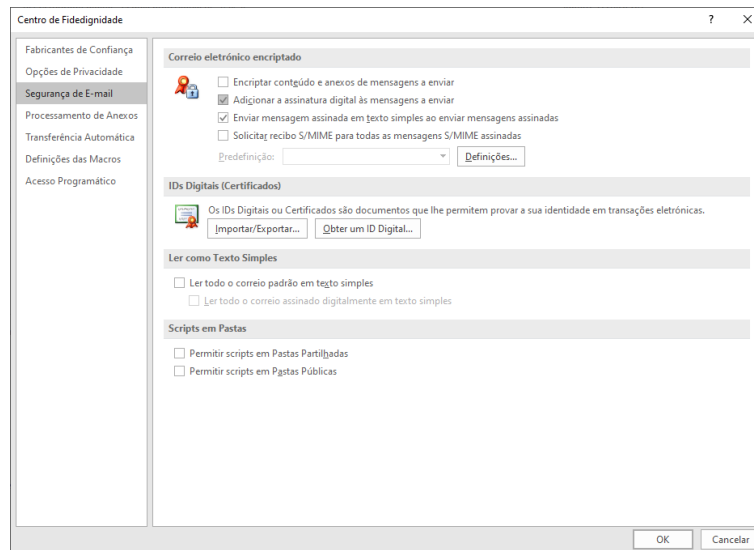 Centro de Fidedignidade
?
Fabricantes de Confiança
Opções de Privacidade
Segurança de E-mail
Processamento de Anexos
Transferência Automática
Definições das Macros
Acesso Programático
Correio eletrónico encriptado
Encriptar conteúdo e anexos de mensagens a enviar
Adicionar a assinatura digital às mensagens a enviar
Enviar mensagem assinada em texto simples ao enviar mensagens assinadas
Solicitar recibo S/MIME para todas as mensagens S/MIME assinadas
Predefinição:
Definições...
IDs Digitais (Certificados)
Os IDs Digitais ou Certificados são documentos que lhe permitem provar a sua identidade em transações eletrónicas.
Importar/Exportar... Obter um ID Digital...
Ler como Texto Simples
Ler todo o correio padrão em texto simples
Ler todo o correio assinado digitalmente em texto simples
Scripts em Pastas
Permitir scripts em Pastas Partilhadas
Permitir scripts em Pastas Públicas
OK Cancelar